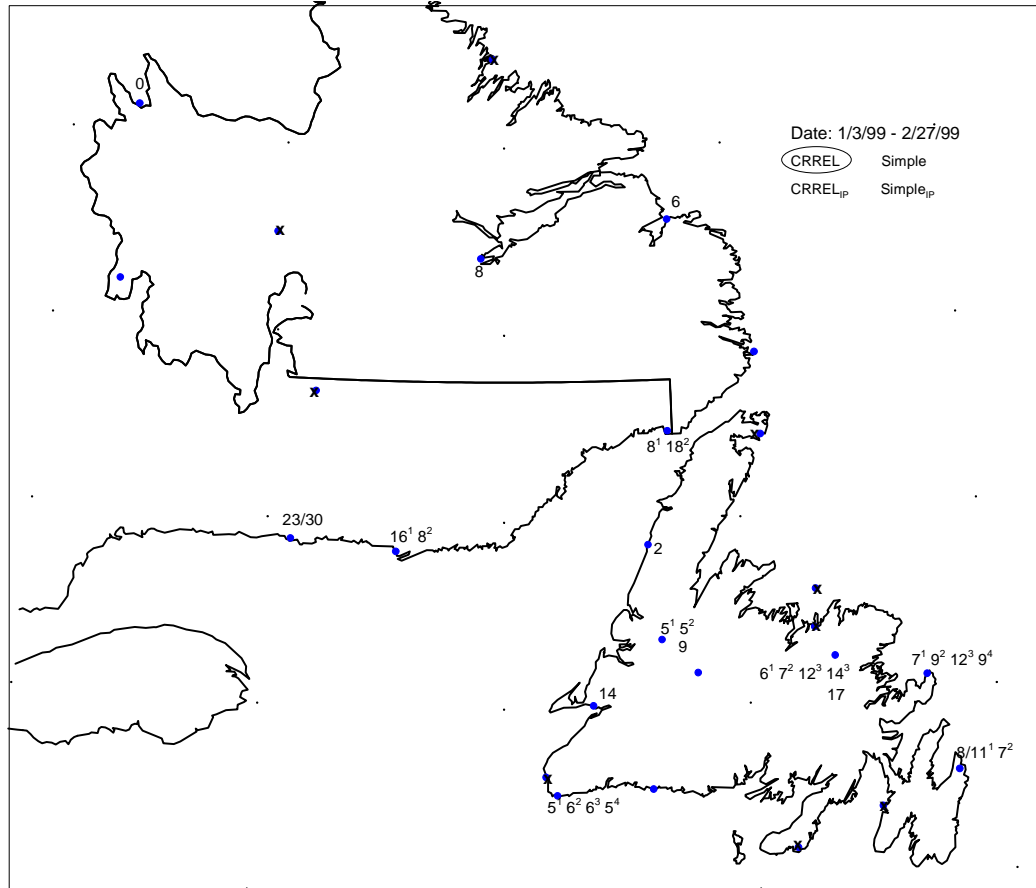 x
0
Date: 1/3/99 - 2/27/99
CRREL Simple
CRREL_IP Simple_IP
6
x
8
x
x
8¹ 18²
23/30
16¹ 8²
2
x
x
5¹ 5²
9
6¹ 7² 12³ 14³
17
7¹ 9² 12³ 9⁴
14
8/11¹ 7²
x
5¹ 6² 6³ 5⁴
x
x